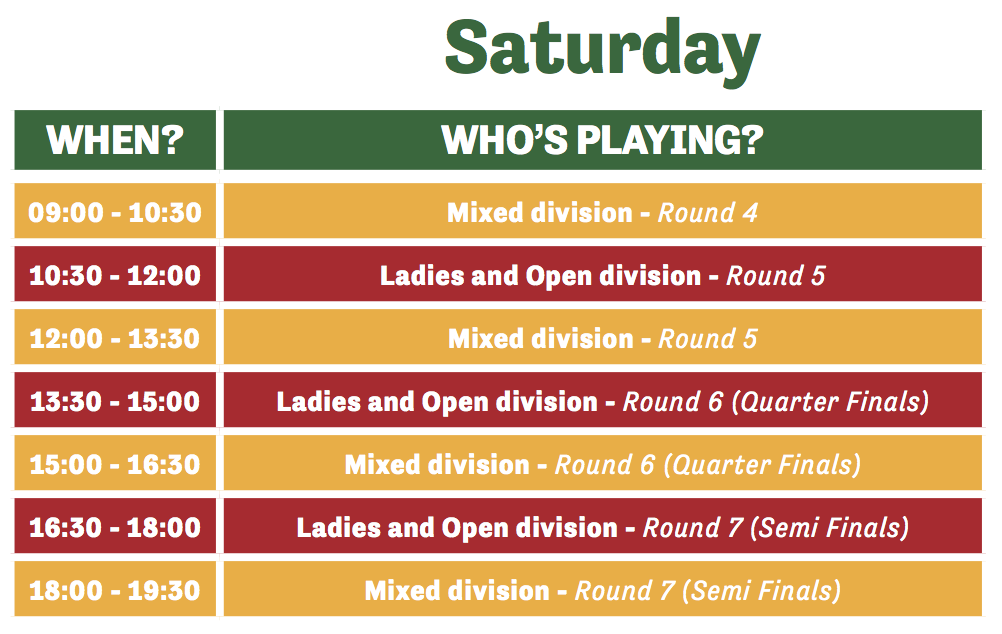 Saturday
WHEN? WHO'S PLAYING?
09:00 - 10:30 Mixed division - Round 4
10:30 - 12:00 Ladies and Open division - Round 5
12:00 - 13:30 Mixed division - Round 5
13:30 - 15:00 Ladies and Open division - Round 6 (Quarter Finals)
15:00 - 16:30 Mixed division - Round 6 (Quarter Finals)
16:30 - 18:00 Ladies and Open division - Round 7 (Semi Finals)
18:00 - 19:30 Mixed division - Round 7 (Semi Finals)